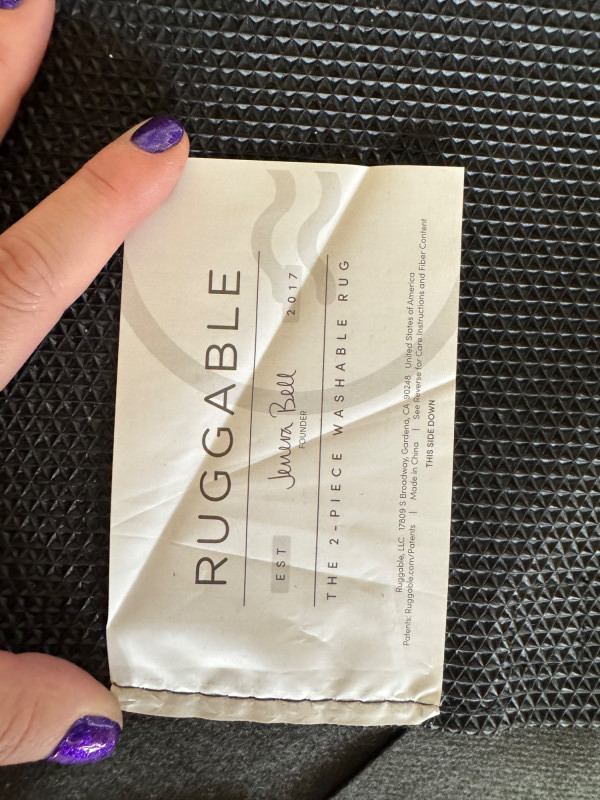 RUGGABLE
EST Jeneva Bell 2017
FOUNDER
THE 2-PIECE WASHABLE RUG
Ruggable, LLC 17809 S Broadway, Gardena, CA 90248 United States of America
Patents: Ruggable.com/Patents | Made in China | See Reverse for Care Instructions and Fiber Content
THIS SIDE DOWN